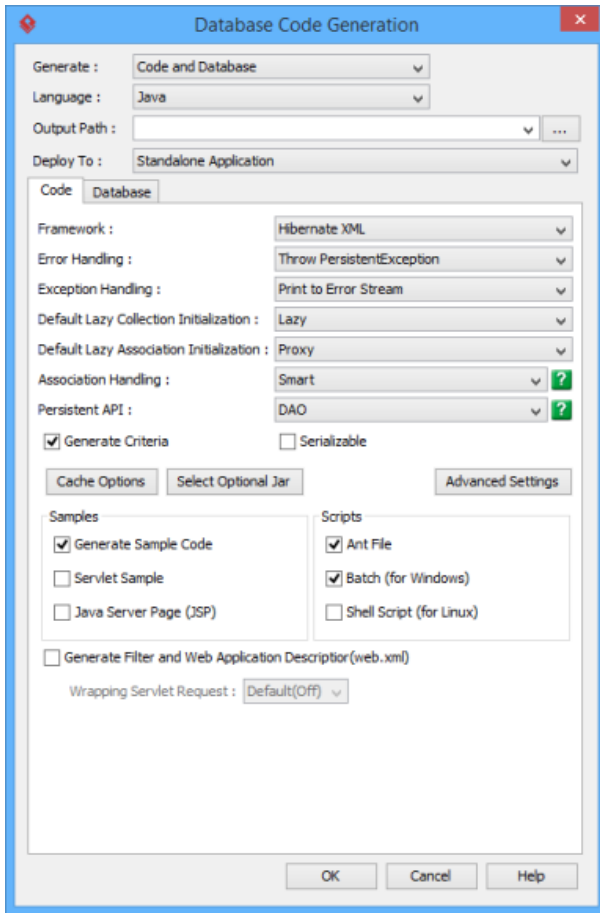 Database Code Generation
Generate : Code and Database
Language : Java
Output Path : ...
Deploy To : Standalone Application
Code Database
Framework : Hibernate XML
Error Handling : Throw PersistentException
Exception Handling : Print to Error Stream
Default Lazy Collection Initialization : Lazy
Default Lazy Association Initialization : Proxy
Association Handling : Smart ?
Persistent API : DAO ?
Generate Criteria Serializable
Cache Options Select Optional Jar Advanced Settings
Samples Scripts
Generate Sample Code Ant File
Servlet Sample Batch (for Windows)
Java Server Page (JSP) Shell Script (for Linux)
Generate Filter and Web Application Descriptior(web.xml)
Wrapping Servlet Request : Default(Off)
OK Cancel Help